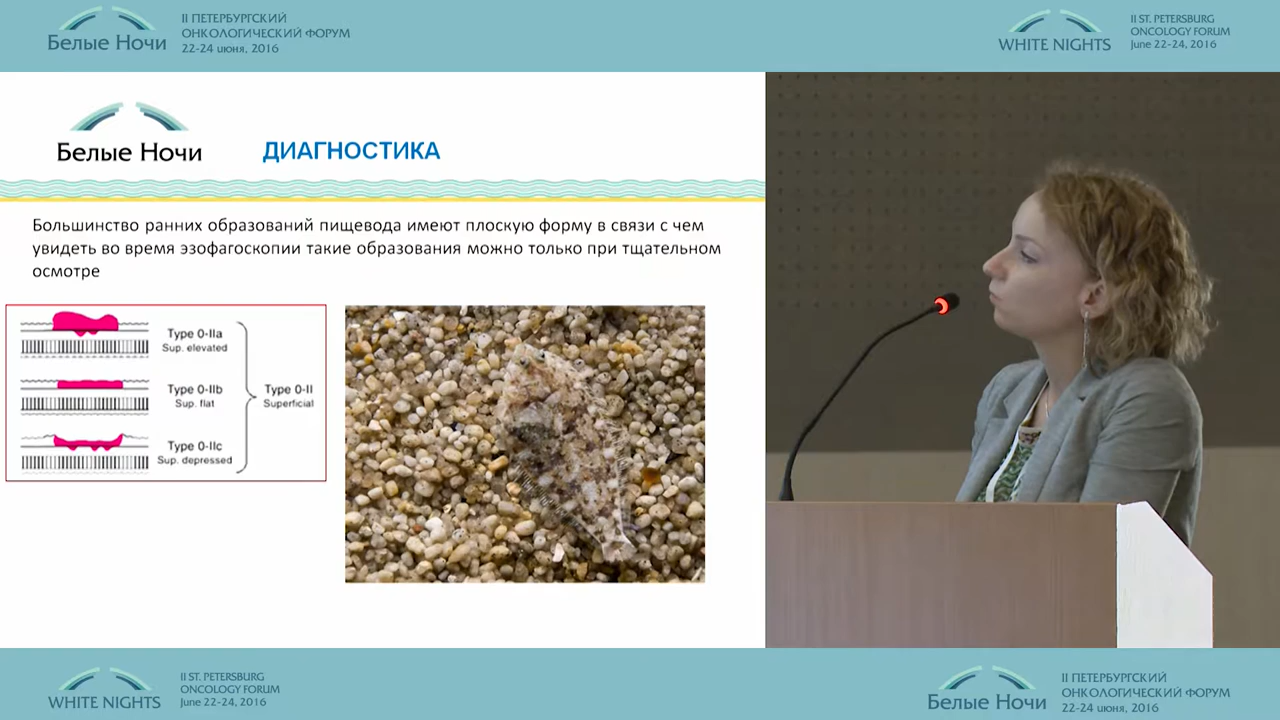 Белые Ночи
II ПЕТЕРБУРГСКИЙ
ОНКОЛОГИЧЕСКИЙ ФОРУМ
22-24 июня, 2016
WHITE NIGHTS
II ST. PETERSBURG
ONCOLOGY FORUM
June 22-24, 2016
Белые Ночи
ДИАГНОСТИКА
Большинство ранних образований пищевода имеют плоскую форму в связи с чем
увидеть во время эзофагоскопии такие образования можно только при тщательном
осмотре
Type 0-IIa
Sup. elevated
Type 0-IIb
Sup. flat
Type 0-II
Superficial
Type 0-IIc
Sup. depressed
WHITE NIGHTS
II ST. PETERSBURG
ONCOLOGY FORUM
June 22-24, 2016
Белые Ночи
II ПЕТЕРБУРГСКИЙ
ОНКОЛОГИЧЕСКИЙ ФОРУМ
22-24 июня, 2016